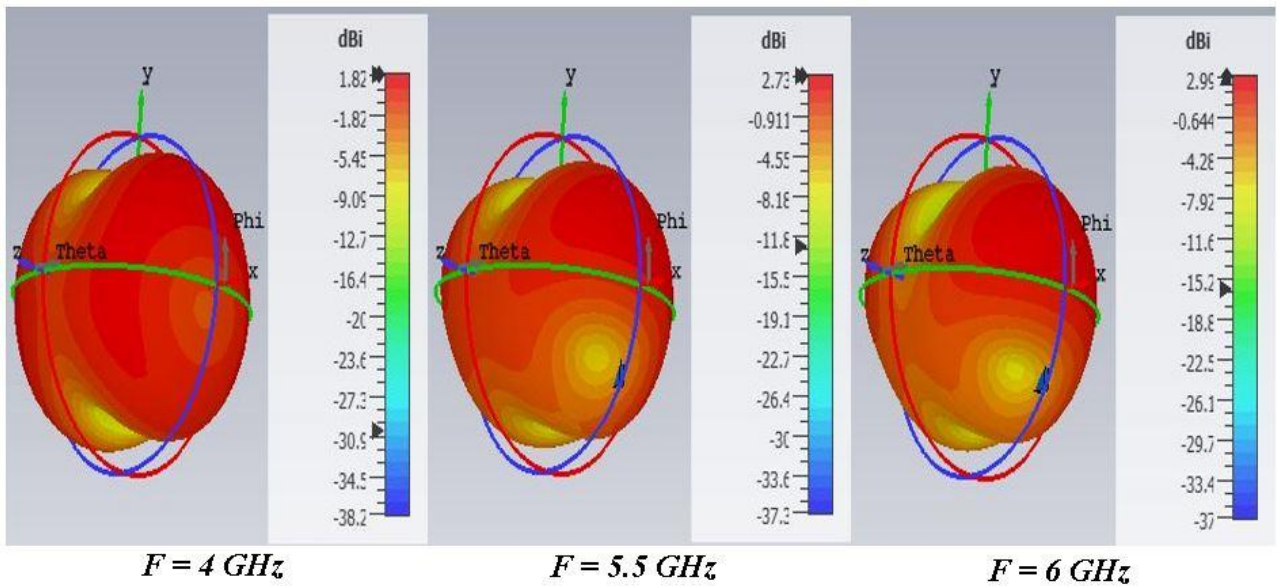 dBi
1.82
-1.82
-5.45
-9.09
-12.7
-16.4
-20
-23.6
-27.3
-30.9
-34.5
-38.2
y
z
Theta
Phi
x
dBi
2.73
-0.911
-4.55
-8.18
-11.8
-15.5
-19.1
-22.7
-26.4
-30
-33.6
-37.3
y
z
Theta
Phi
x
dBi
2.99
-0.644
-4.28
-7.92
-11.6
-15.2
-18.8
-22.5
-26.1
-29.7
-33.4
-37
y
z
Theta
Phi
x
F = 4 GHz
F = 5.5 GHz
F = 6 GHz